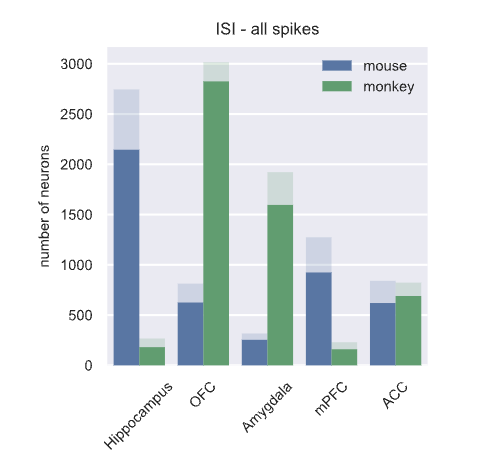 ISI - all spikes
mouse
monkey
number of neurons
3000
2500
2000
1500
1000
500
0
Hippocampus
OFC
Amygdala
mPFC
ACC